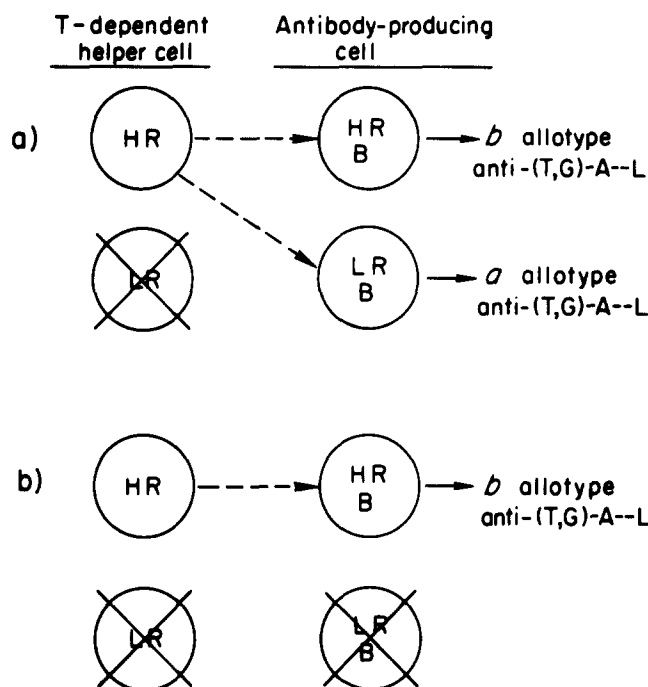 T-dependent helper cell
Antibody-producing cell
a)
HR
HR B
b allotype
anti-(T,G)-A--L
LR
LR B
a allotype
anti-(T,G)-A--L
b)
HR
HR B
b allotype
anti-(T,G)-A--L
LR
LR B